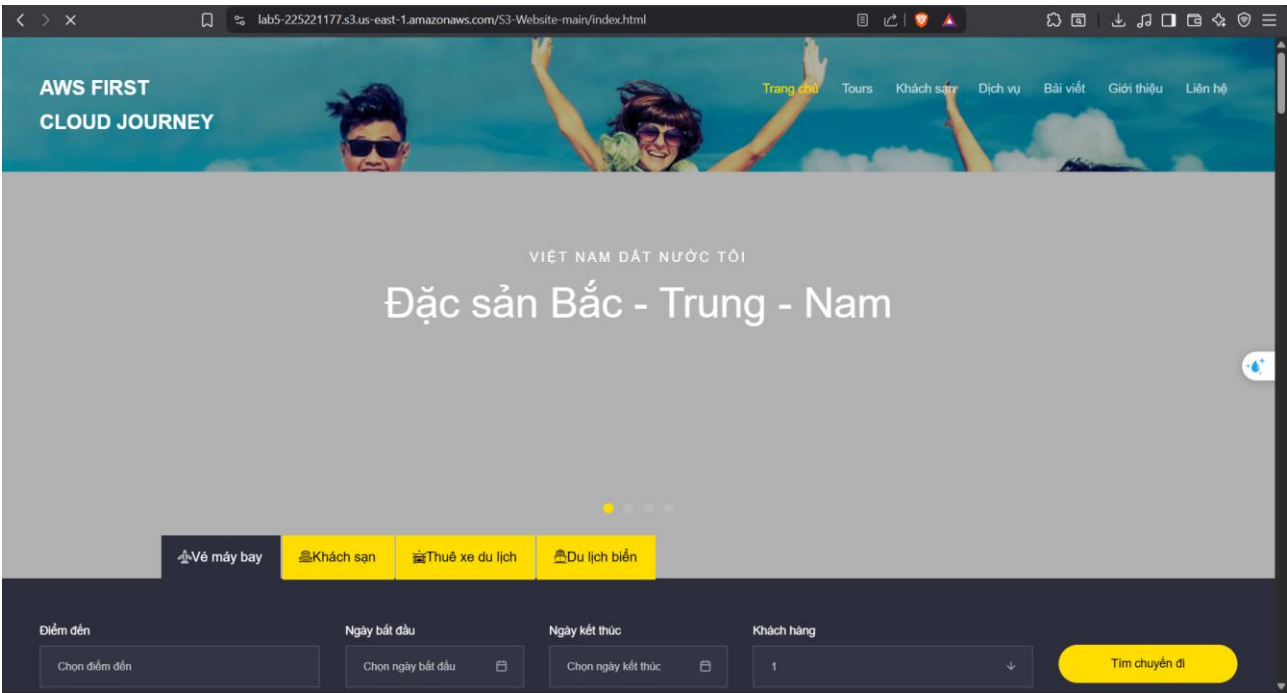 lab5-225221177.s3.us-east-1.amazonaws.com/S3-Website-main/index.html
AWS FIRST
CLOUD JOURNEY
Trang chủ Tours Khách sạn Dịch vụ Bài viết Giới thiệu Liên hệ
VIỆT NAM ĐẤT NƯỚC TÔI
Đặc sản Bắc - Trung - Nam
Vé máy bay Khách sạn Thuê xe du lịch Du lịch biển
Điểm đến Ngày bắt đầu Ngày kết thúc Khách hàng
Chọn điểm đến Chọn ngày bắt đầu Chọn ngày kết thúc 1 Tìm chuyến đi